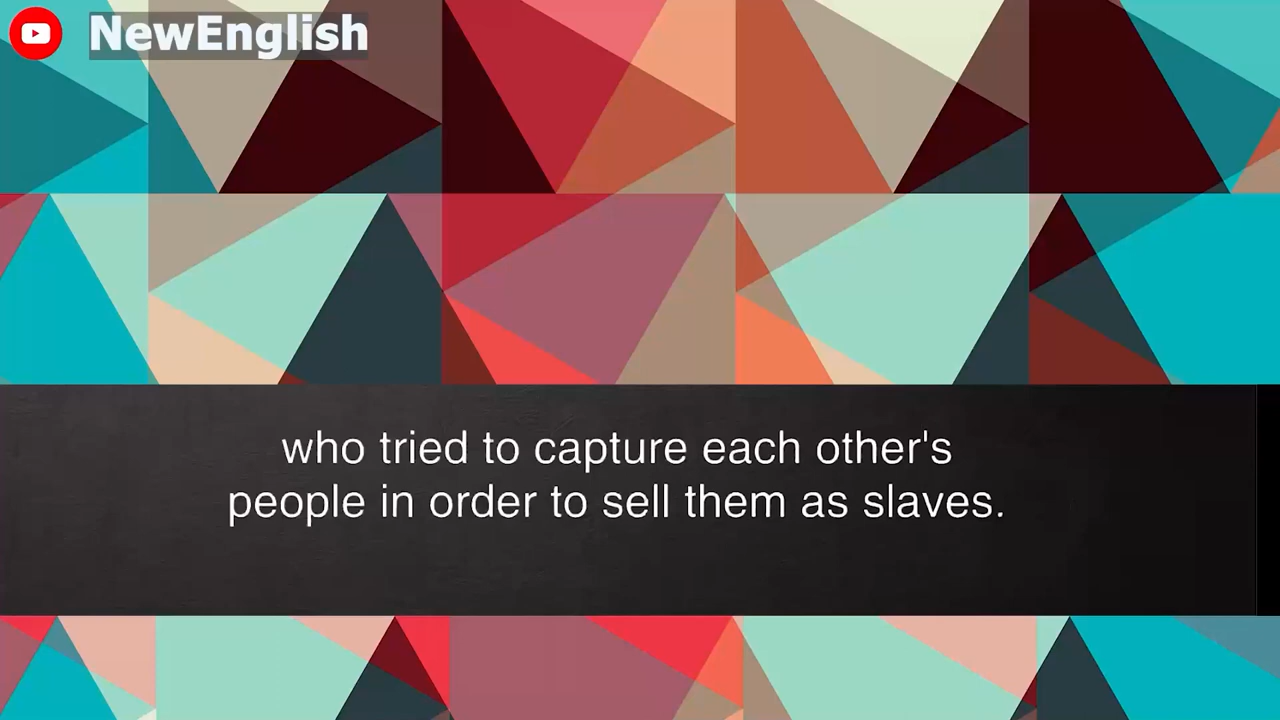 NewEnglish
who tried to capture each other's
people in order to sell them as slaves.